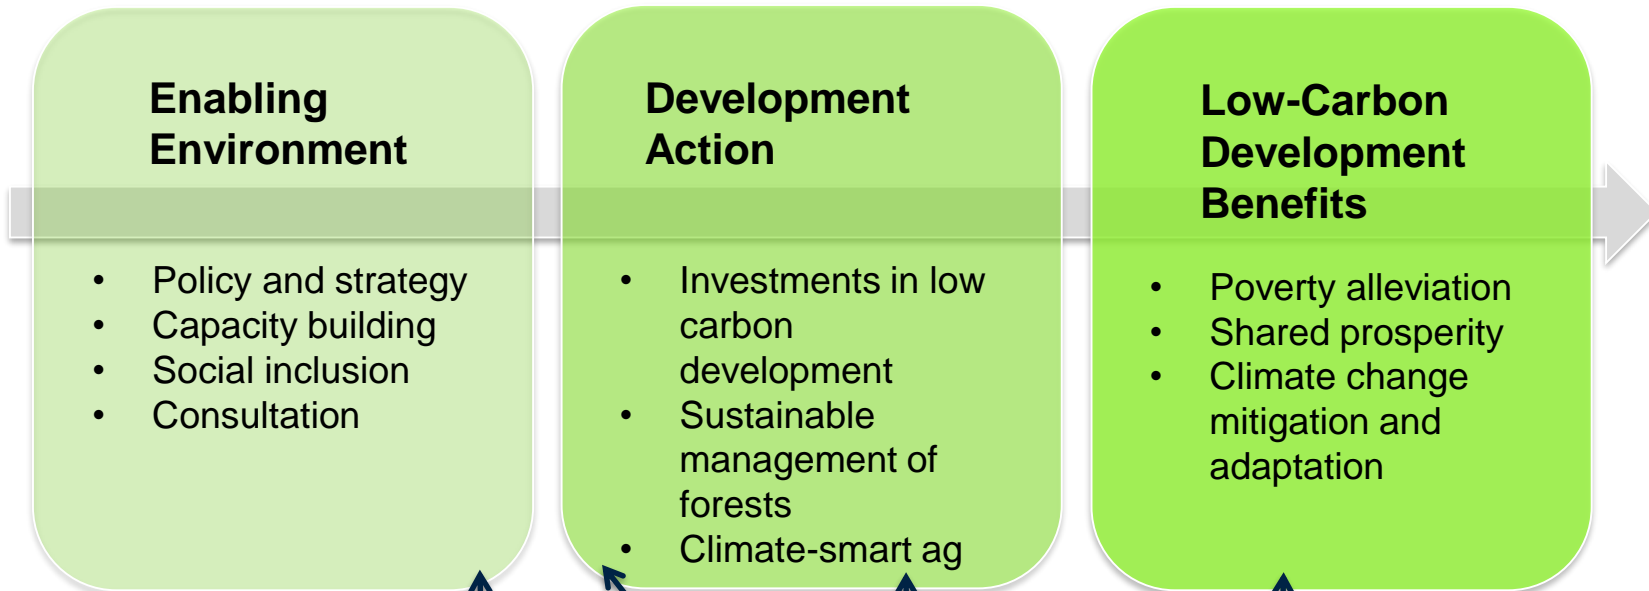 Enabling
Environment
• Policy and strategy
• Capacity building
• Social inclusion
• Consultation
Development
Action
• Investments in low
carbon
development
• Sustainable
management of
forests
• Climate-smart ag
Low-Carbon
Development
Benefits
• Poverty alleviation
• Shared prosperity
• Climate change
mitigation and
adaptation